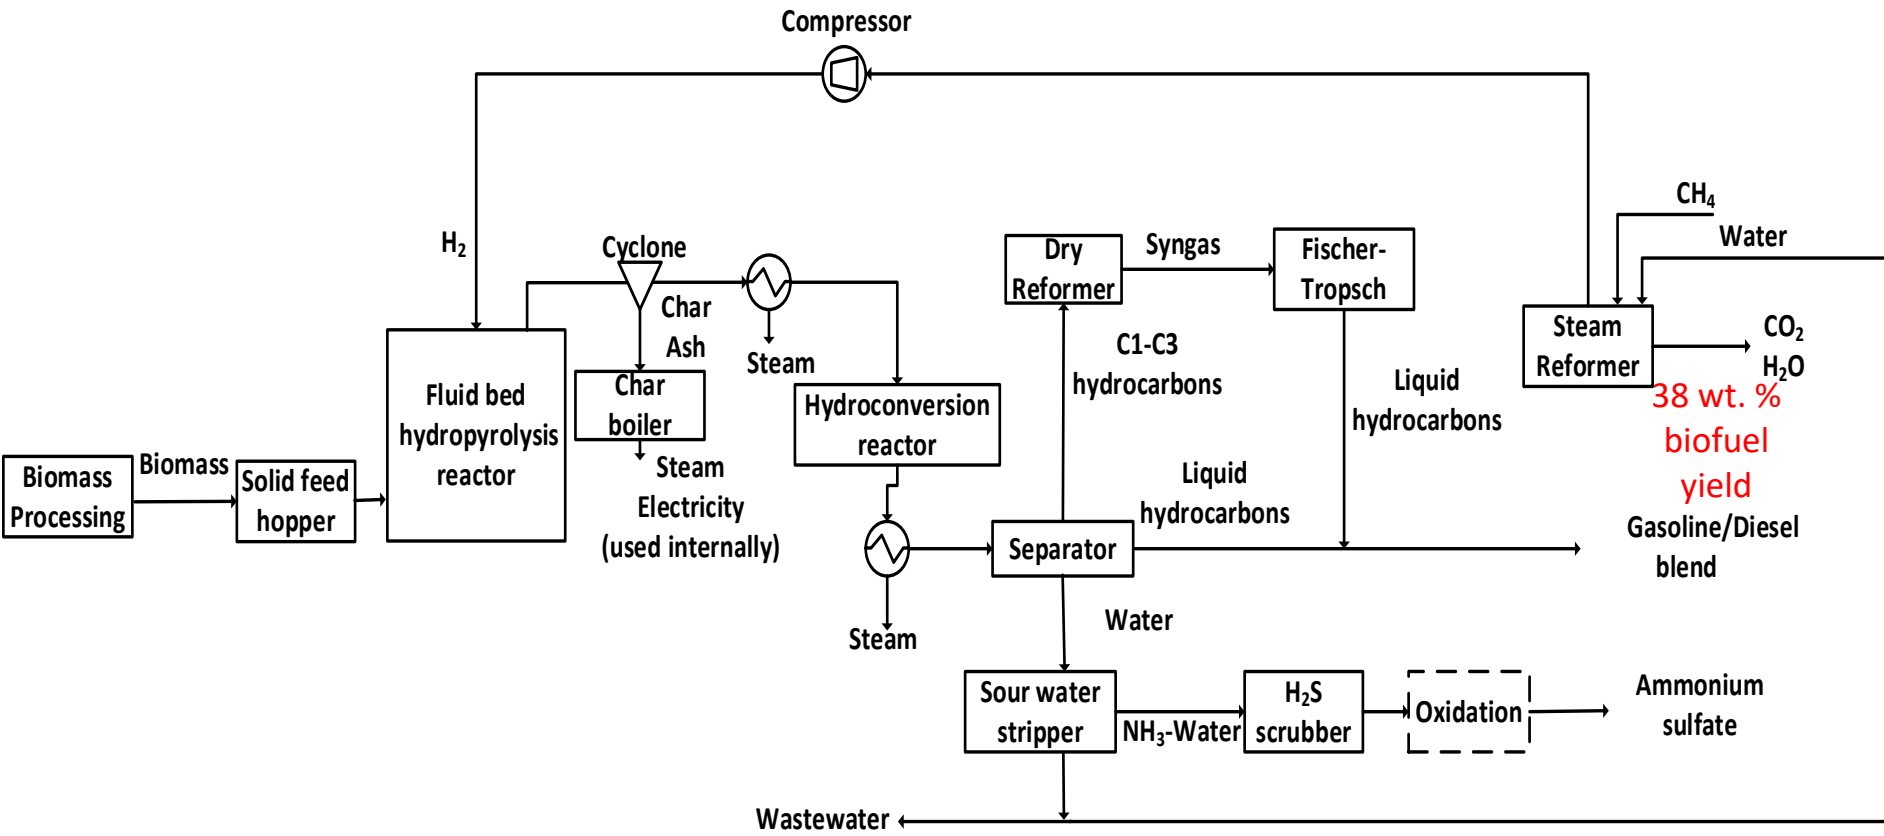 Compressor
CH₄
Water
H₂
Cyclone
Char
Ash
Steam
Dry
Reformer
Syngas
Fischer-
Tropsch
Steam
Reformer
CO₂
H₂O
C1-C3
hydrocarbons
Liquid
hydrocarbons
38 wt. %
biofuel
yield
Gasoline/Diesel
blend
Fluid bed
hydropyrolysis
reactor
Char
boiler
Hydroconversion
reactor
Biomass
Processing
Biomass
Solid feed
hopper
Steam
Electricity
(used internally)
Liquid
hydrocarbons
Separator
Steam
Water
Sour water
stripper
NH₃-Water
H₂S
scrubber
Oxidation
Ammonium
sulfate
Wastewater